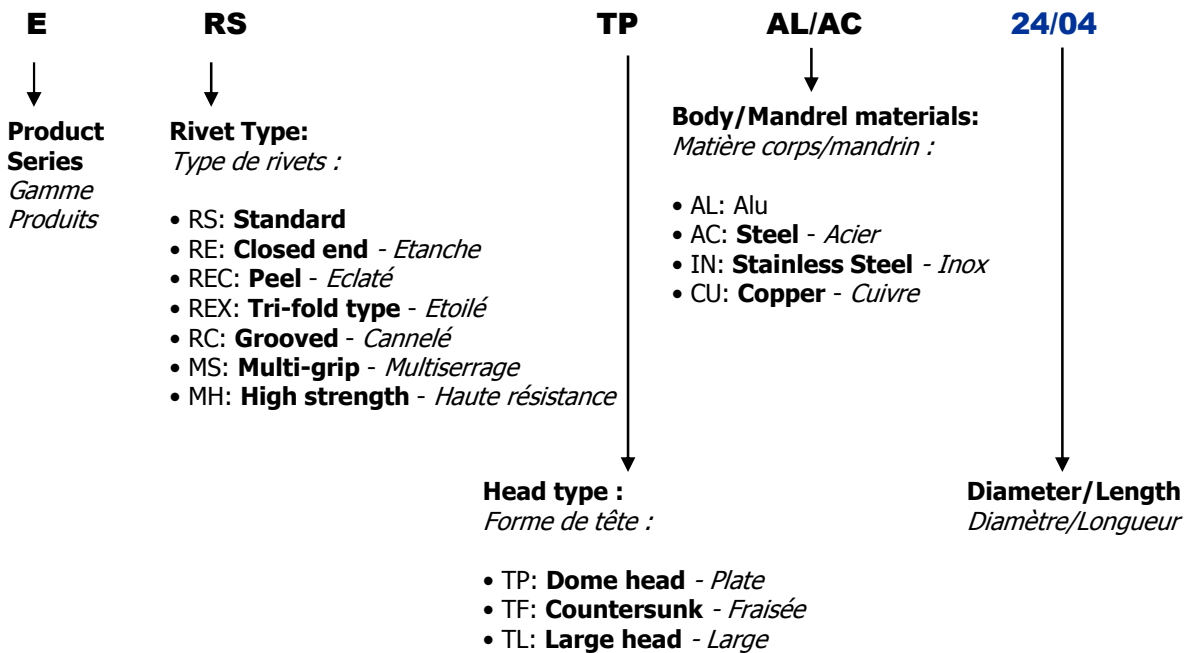 E RS TP AL/AC 24/04
Product
Series
Gamme
Produits
Rivet Type:
Type de rivets :
• RS: Standard
• RE: Closed end - Etanche
• REC: Peel - Eclaté
• REX: Tri-fold type - Etoilé
• RC: Grooved - Cannelé
• MS: Multi-grip - Multiserrage
• MH: High strength - Haute résistance
Body/Mandrel materials:
Matière corps/mandrin :
• AL: Alu
• AC: Steel - Acier
• IN: Stainless Steel - Inox
• CU: Copper - Cuivre
Head type :
Forme de tête :
• TP: Dome head - Plate
• TF: Countersunk - Fraisée
• TL: Large head - Large
Diameter/Length
Diamètre/Longueur